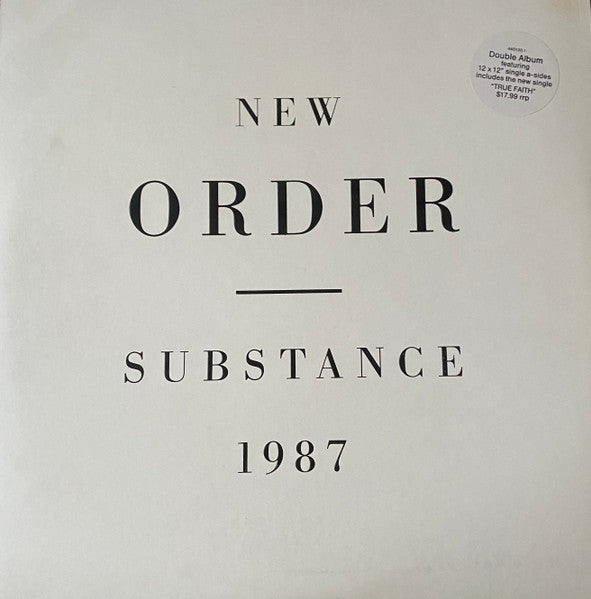 Double Album
featuring
12 x 12" single a-sides
includes the new single
"TRUE FAITH"
$17.99 rrp
NEW
ORDER
SUBSTANCE
1987